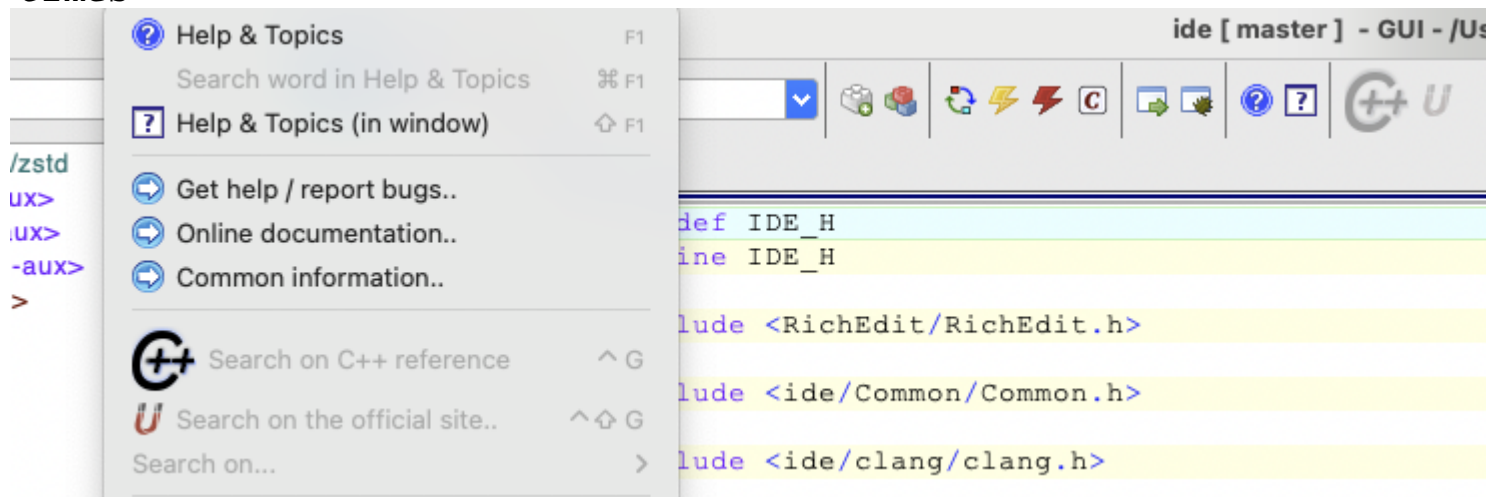 Help & Topics F1
Search word in Help & Topics ⌘ F1
Help & Topics (in window) ⇧ F1
Get help / report bugs..
Online documentation..
Common information..
C++ Search on C++ reference ^ G
U Search on the official site.. ^ ⇧ G
Search on... >
/zstd
ux>
ux>
-aux>
>
ide [ master ] - GUI - /Us
C ? ? C++ U
def IDE_H
ine IDE_H
lude <RichEdit/RichEdit.h>
lude <ide/Common/Common.h>
lude <ide/clang/clang.h>